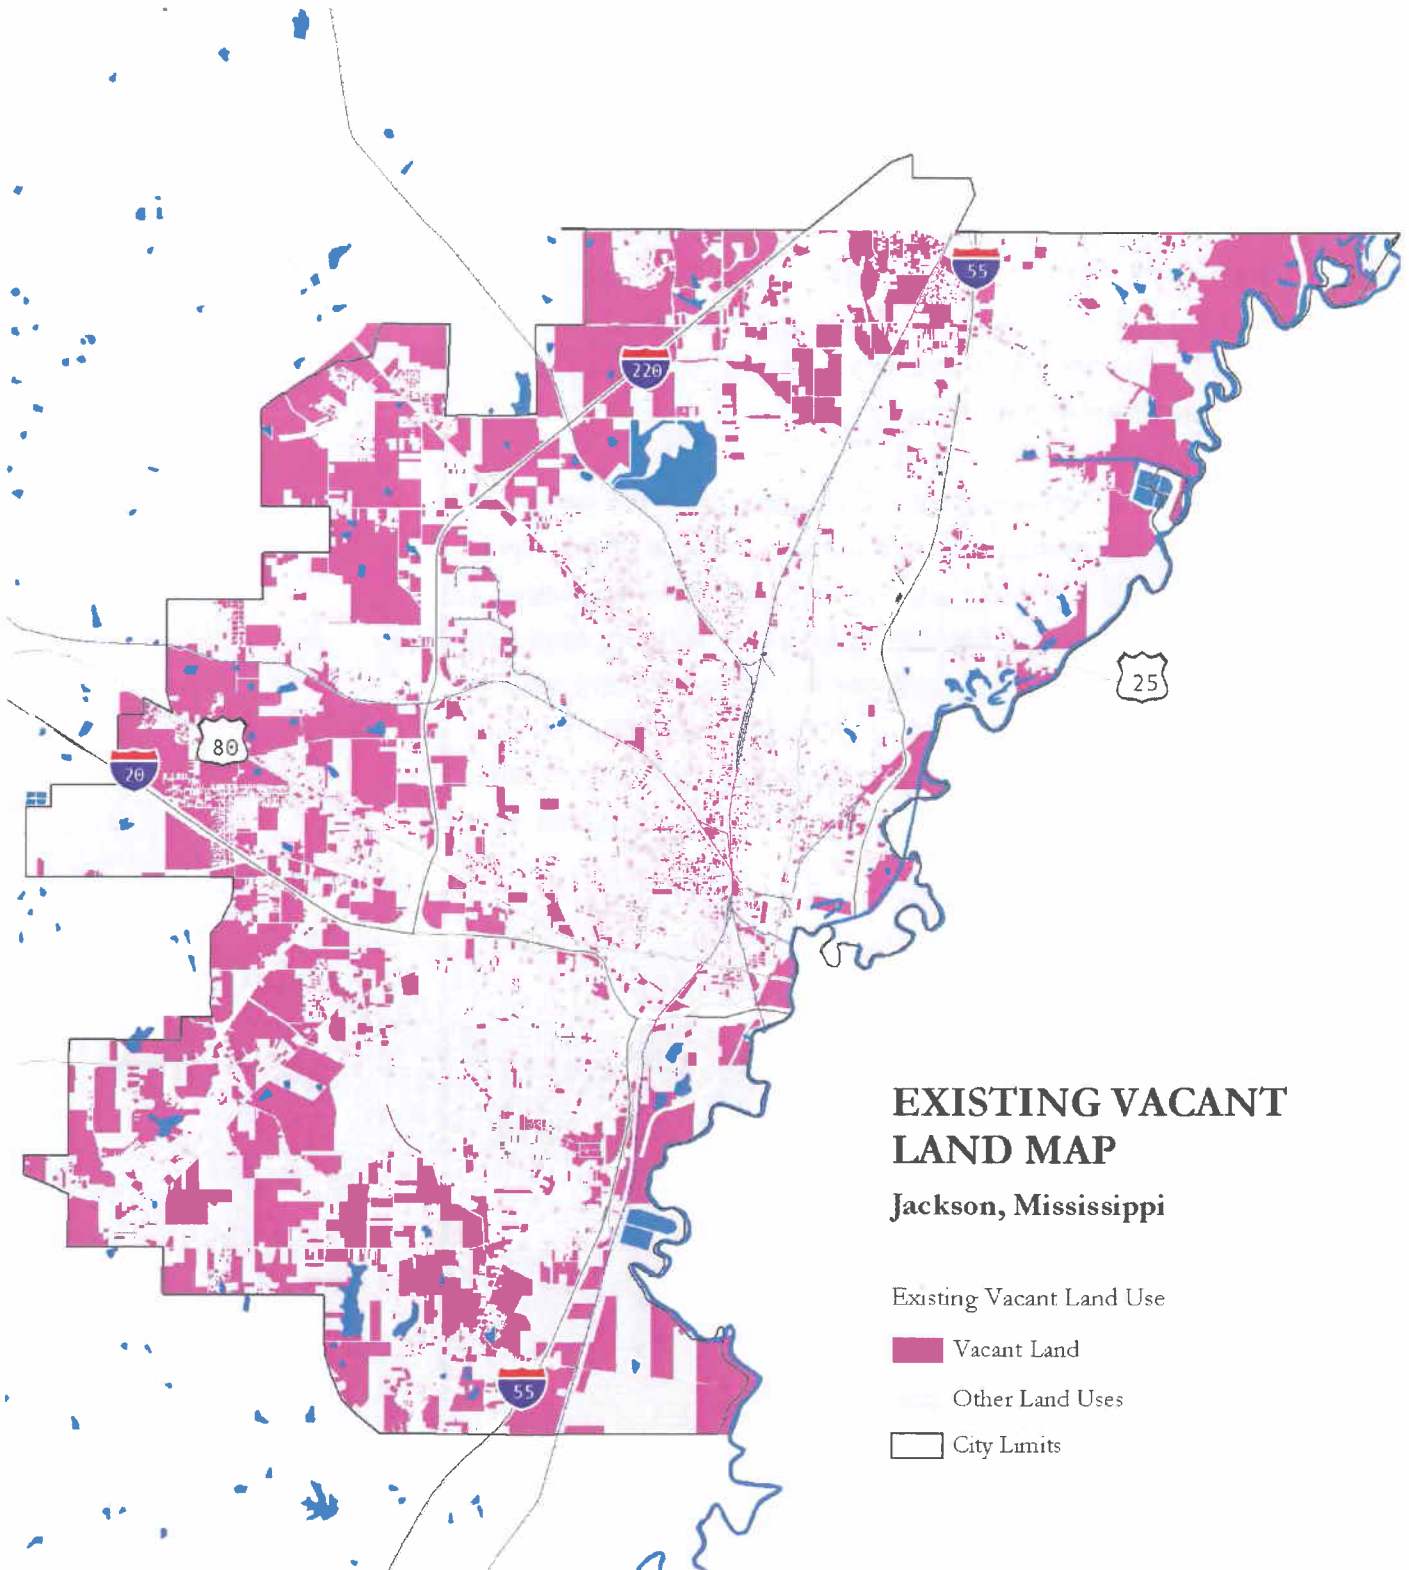 55
220
25
80
20
EXISTING VACANT
LAND MAP
Jackson, Mississippi
Existing Vacant Land Use
Vacant Land
Other Land Uses
City Limits
55